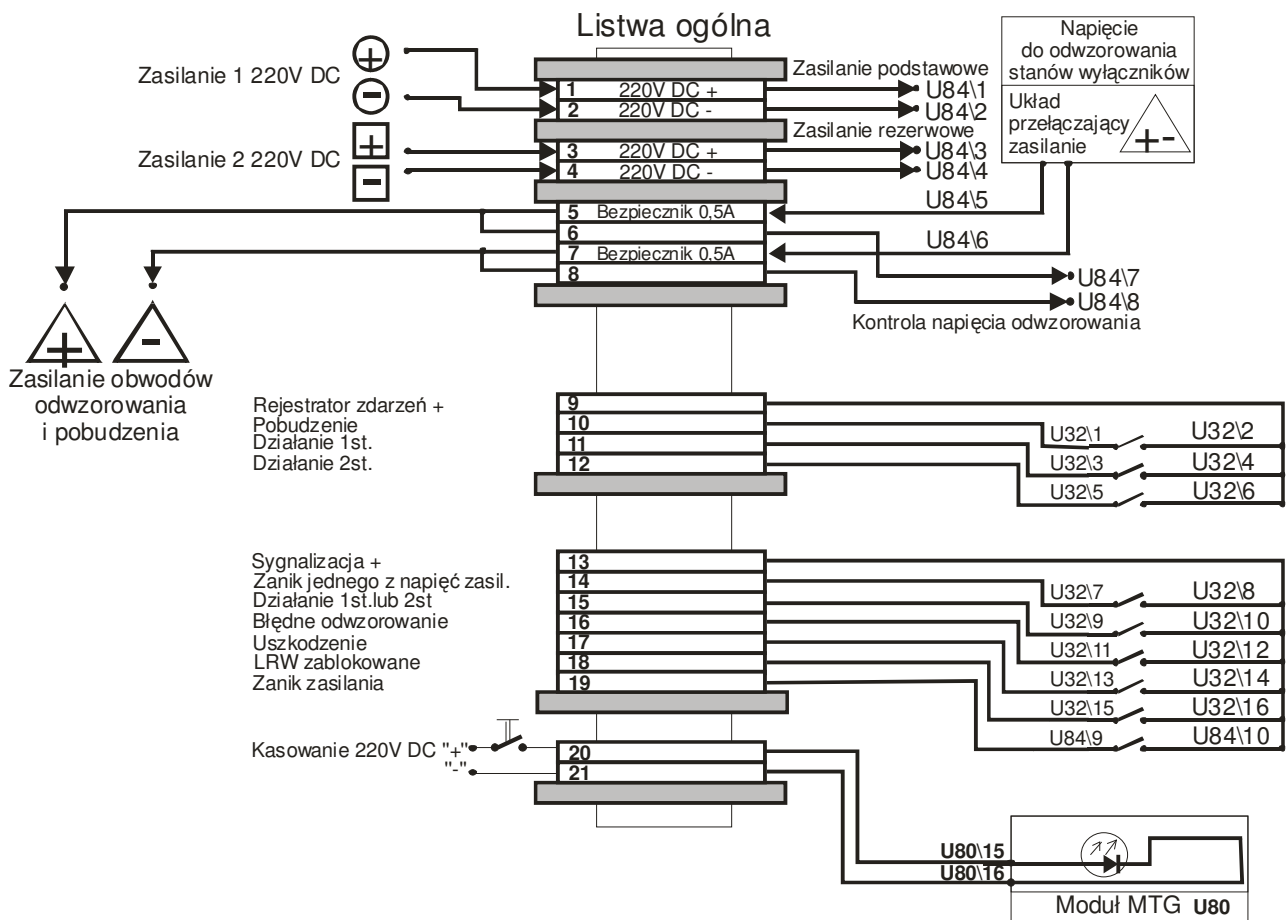 Listwa ogólna
Zasilanie 1 220V DC
+
-
Zasilanie 2 220V DC
+
-
1 220V DC +
2 220V DC -
3 220V DC +
4 220V DC -
5 Bezpiecznik 0,5A
6
7 Bezpiecznik 0,5A
8
Zasilanie podstawowe
U84\1
U84\2
Zasilanie rezerwowe
U84\3
U84\4
U84\5
U84\6
U84\7
U84\8
Kontrola napięcia odwzorowania
Napięcie
do odwzorowania
stanów wyłączników
Układ
przełączający
zasilanie
+ -
+
-
Zasilanie obwodów
odwzorowania
i pobudzenia
Rejestrator zdarzeń +
Pobudzenie
Działanie 1st.
Działanie 2st.
9
10
11
12
U32\1 U32\2
U32\3 U32\4
U32\5 U32\6
Sygnalizacja +
Zanik jednego z napięć zasil.
Działanie 1st.lub 2st
Błędne odwzorowanie
Uszkodzenie
LRW zablokowane
Zanik zasilania
13
14
15
16
17
18
19
U32\7 U32\8
U32\9 U32\10
U32\11 U32\12
U32\13 U32\14
U32\15 U32\16
U84\9 U84\10
Kasowanie 220V DC "+"
"-"
20
21
U80\15
U80\16
Moduł MTG U80